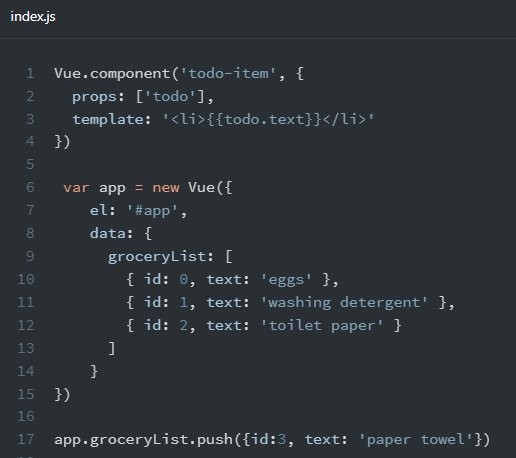 index.js
1 Vue.component('todo-item', {
2   props: ['todo'],
3   template: '<li>{{todo.text}}</li>'
4 })
5
6  var app = new Vue({
7     el: '#app',
8     data: {
9       groceryList: [
10         { id: 0, text: 'eggs' },
11         { id: 1, text: 'washing detergent' },
12         { id: 2, text: 'toilet paper' }
13       ]
14     }
15 })
16
17 app.groceryList.push({id:3, text: 'paper towel'})